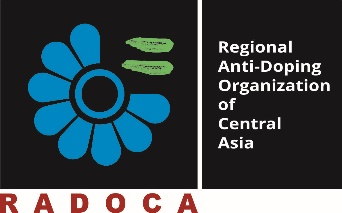 Regional
Anti-Doping
Organization
of
Central
Asia
RADOCA